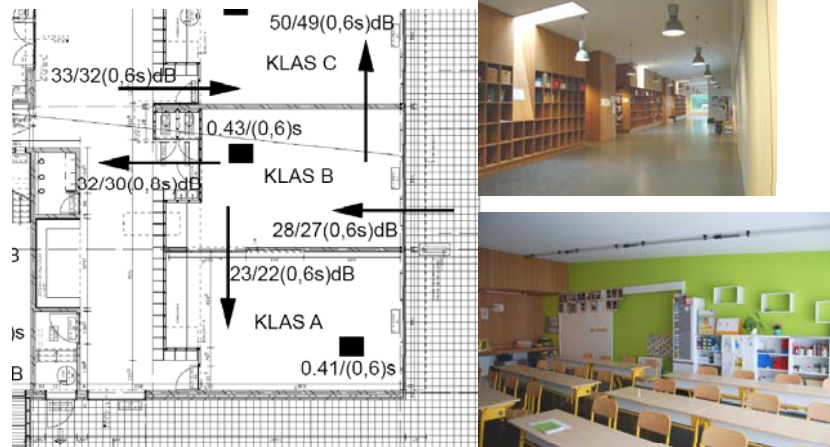 50/49(0,6s)dB
KLAS C
33/32(0,6s)dB
0.43/(0,6)s
KLAS B
32/30(0,8s)dB
28/27(0,6s)dB
23/22(0,6s)dB
KLAS A
0.41/(0,6)s
B
)s
B